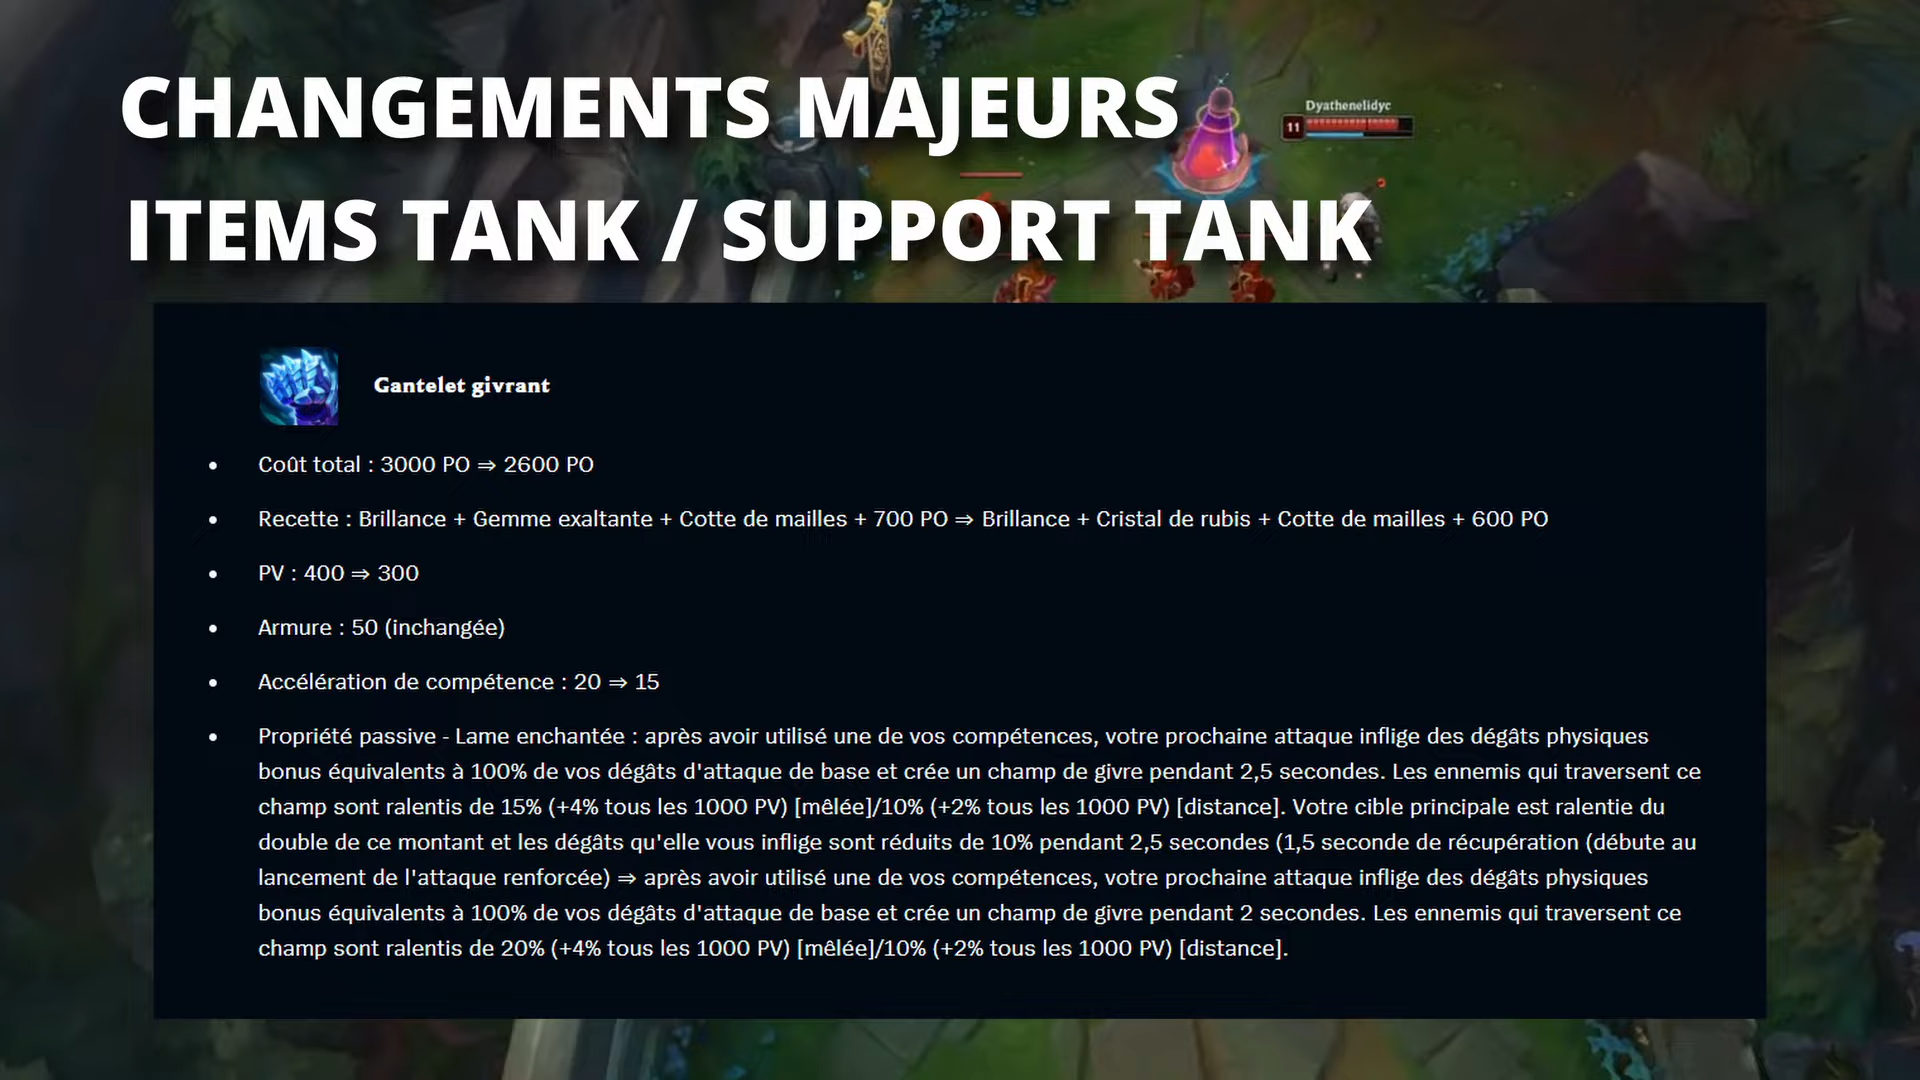 CHANGEMENTS MAJEURS
ITEMS TANK / SUPPORT TANK
Dyathenelidyc
11
Gantelet givrant
• Coût total : 3000 PO ⇒ 2600 PO
• Recette : Brillance + Gemme exaltante + Cotte de mailles + 700 PO ⇒ Brillance + Cristal de rubis + Cotte de mailles + 600 PO
• PV : 400 ⇒ 300
• Armure : 50 (inchangée)
• Accélération de compétence : 20 ⇒ 15
• Propriété passive - Lame enchantée : après avoir utilisé une de vos compétences, votre prochaine attaque inflige des dégâts physiques
bonus équivalents à 100% de vos dégâts d'attaque de base et crée un champ de givre pendant 2,5 secondes. Les ennemis qui traversent ce
champ sont ralentis de 15% (+4% tous les 1000 PV) [mêlée]/10% (+2% tous les 1000 PV) [distance]. Votre cible principale est ralentie du
double de ce montant et les dégâts qu'elle vous inflige sont réduits de 10% pendant 2,5 secondes (1,5 seconde de récupération (débute au
lancement de l'attaque renforcée) ⇒ après avoir utilisé une de vos compétences, votre prochaine attaque inflige des dégâts physiques
bonus équivalents à 100% de vos dégâts d'attaque de base et crée un champ de givre pendant 2 secondes. Les ennemis qui traversent ce
champ sont ralentis de 20% (+4% tous les 1000 PV) [mêlée]/10% (+2% tous les 1000 PV) [distance].